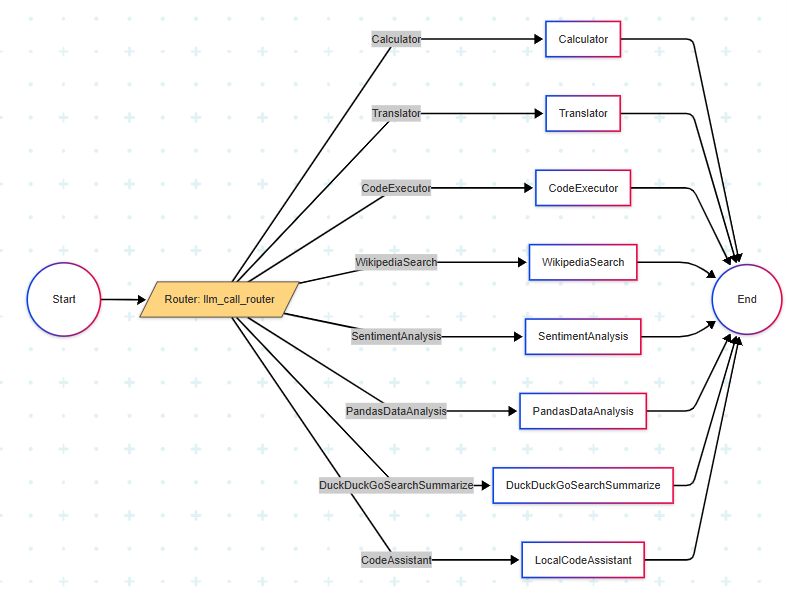 Calculator
Calculator
Translator
Translator
CodeExecutor
CodeExecutor
WikipediaSearch
WikipediaSearch
Start
Router: llm_call_router
End
SentimentAnalysis
SentimentAnalysis
PandasDataAnalysis
PandasDataAnalysis
DuckDuckGoSearchSummarize
DuckDuckGoSearchSummarize
CodeAssistant
LocalCodeAssistant